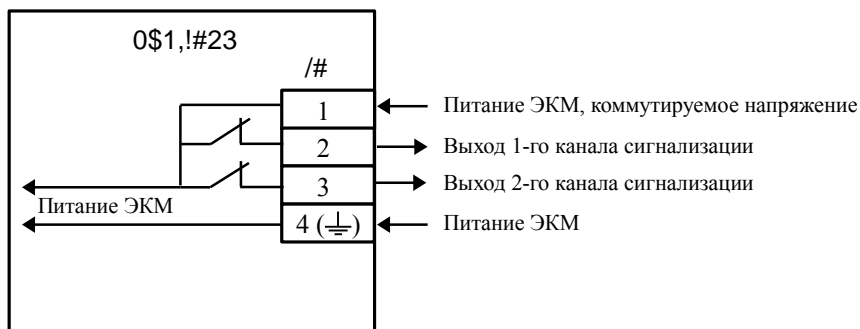 0$1,!#23
/#
1
Питание ЭКМ, коммутируемое напряжение
2
Выход 1-го канала сигнализации
3
Выход 2-го канала сигнализации
Питание ЭКМ
4 (⏚)
Питание ЭКМ